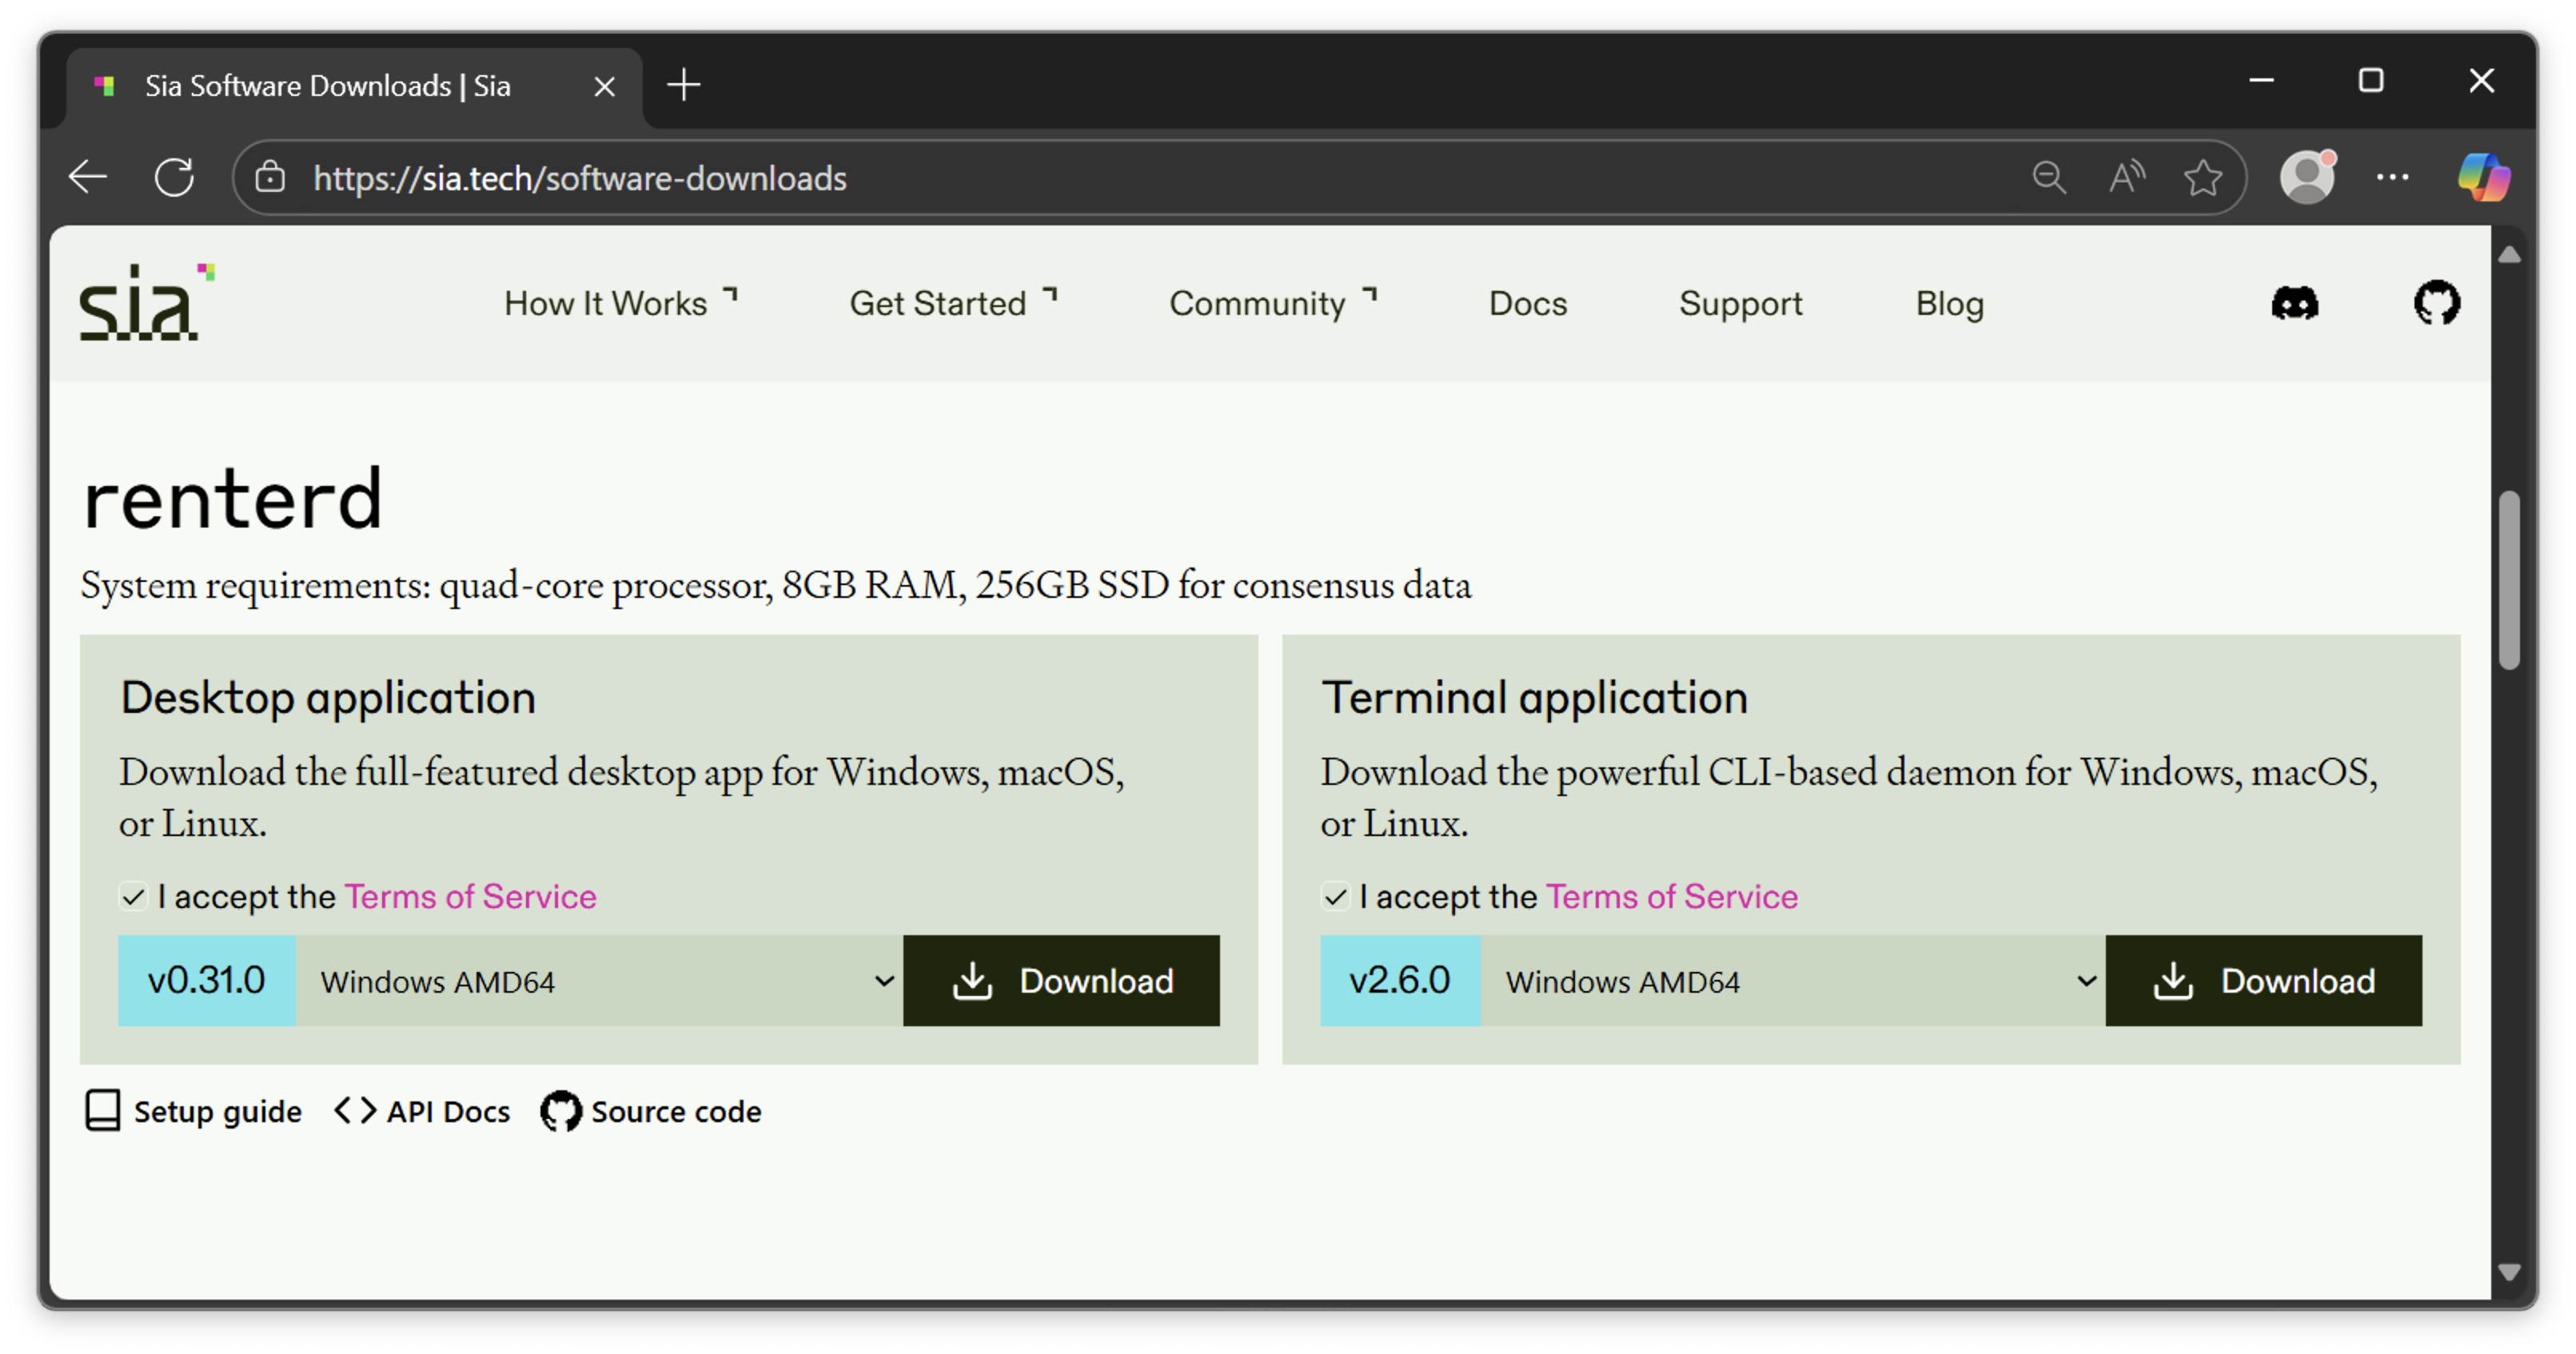 Sia Software Downloads | Sia
https://sia.tech/software-downloads
sia
How It Works
Get Started
Community
Docs
Support
Blog
renterd
System requirements: quad-core processor, 8GB RAM, 256GB SSD for consensus data
Desktop application
Download the full-featured desktop app for Windows, macOS,
or Linux.
I accept the Terms of Service
v0.31.0
Windows AMD64
Download
Terminal application
Download the powerful CLI-based daemon for Windows, macOS,
or Linux.
I accept the Terms of Service
v2.6.0
Windows AMD64
Download
Setup guide
API Docs
Source code